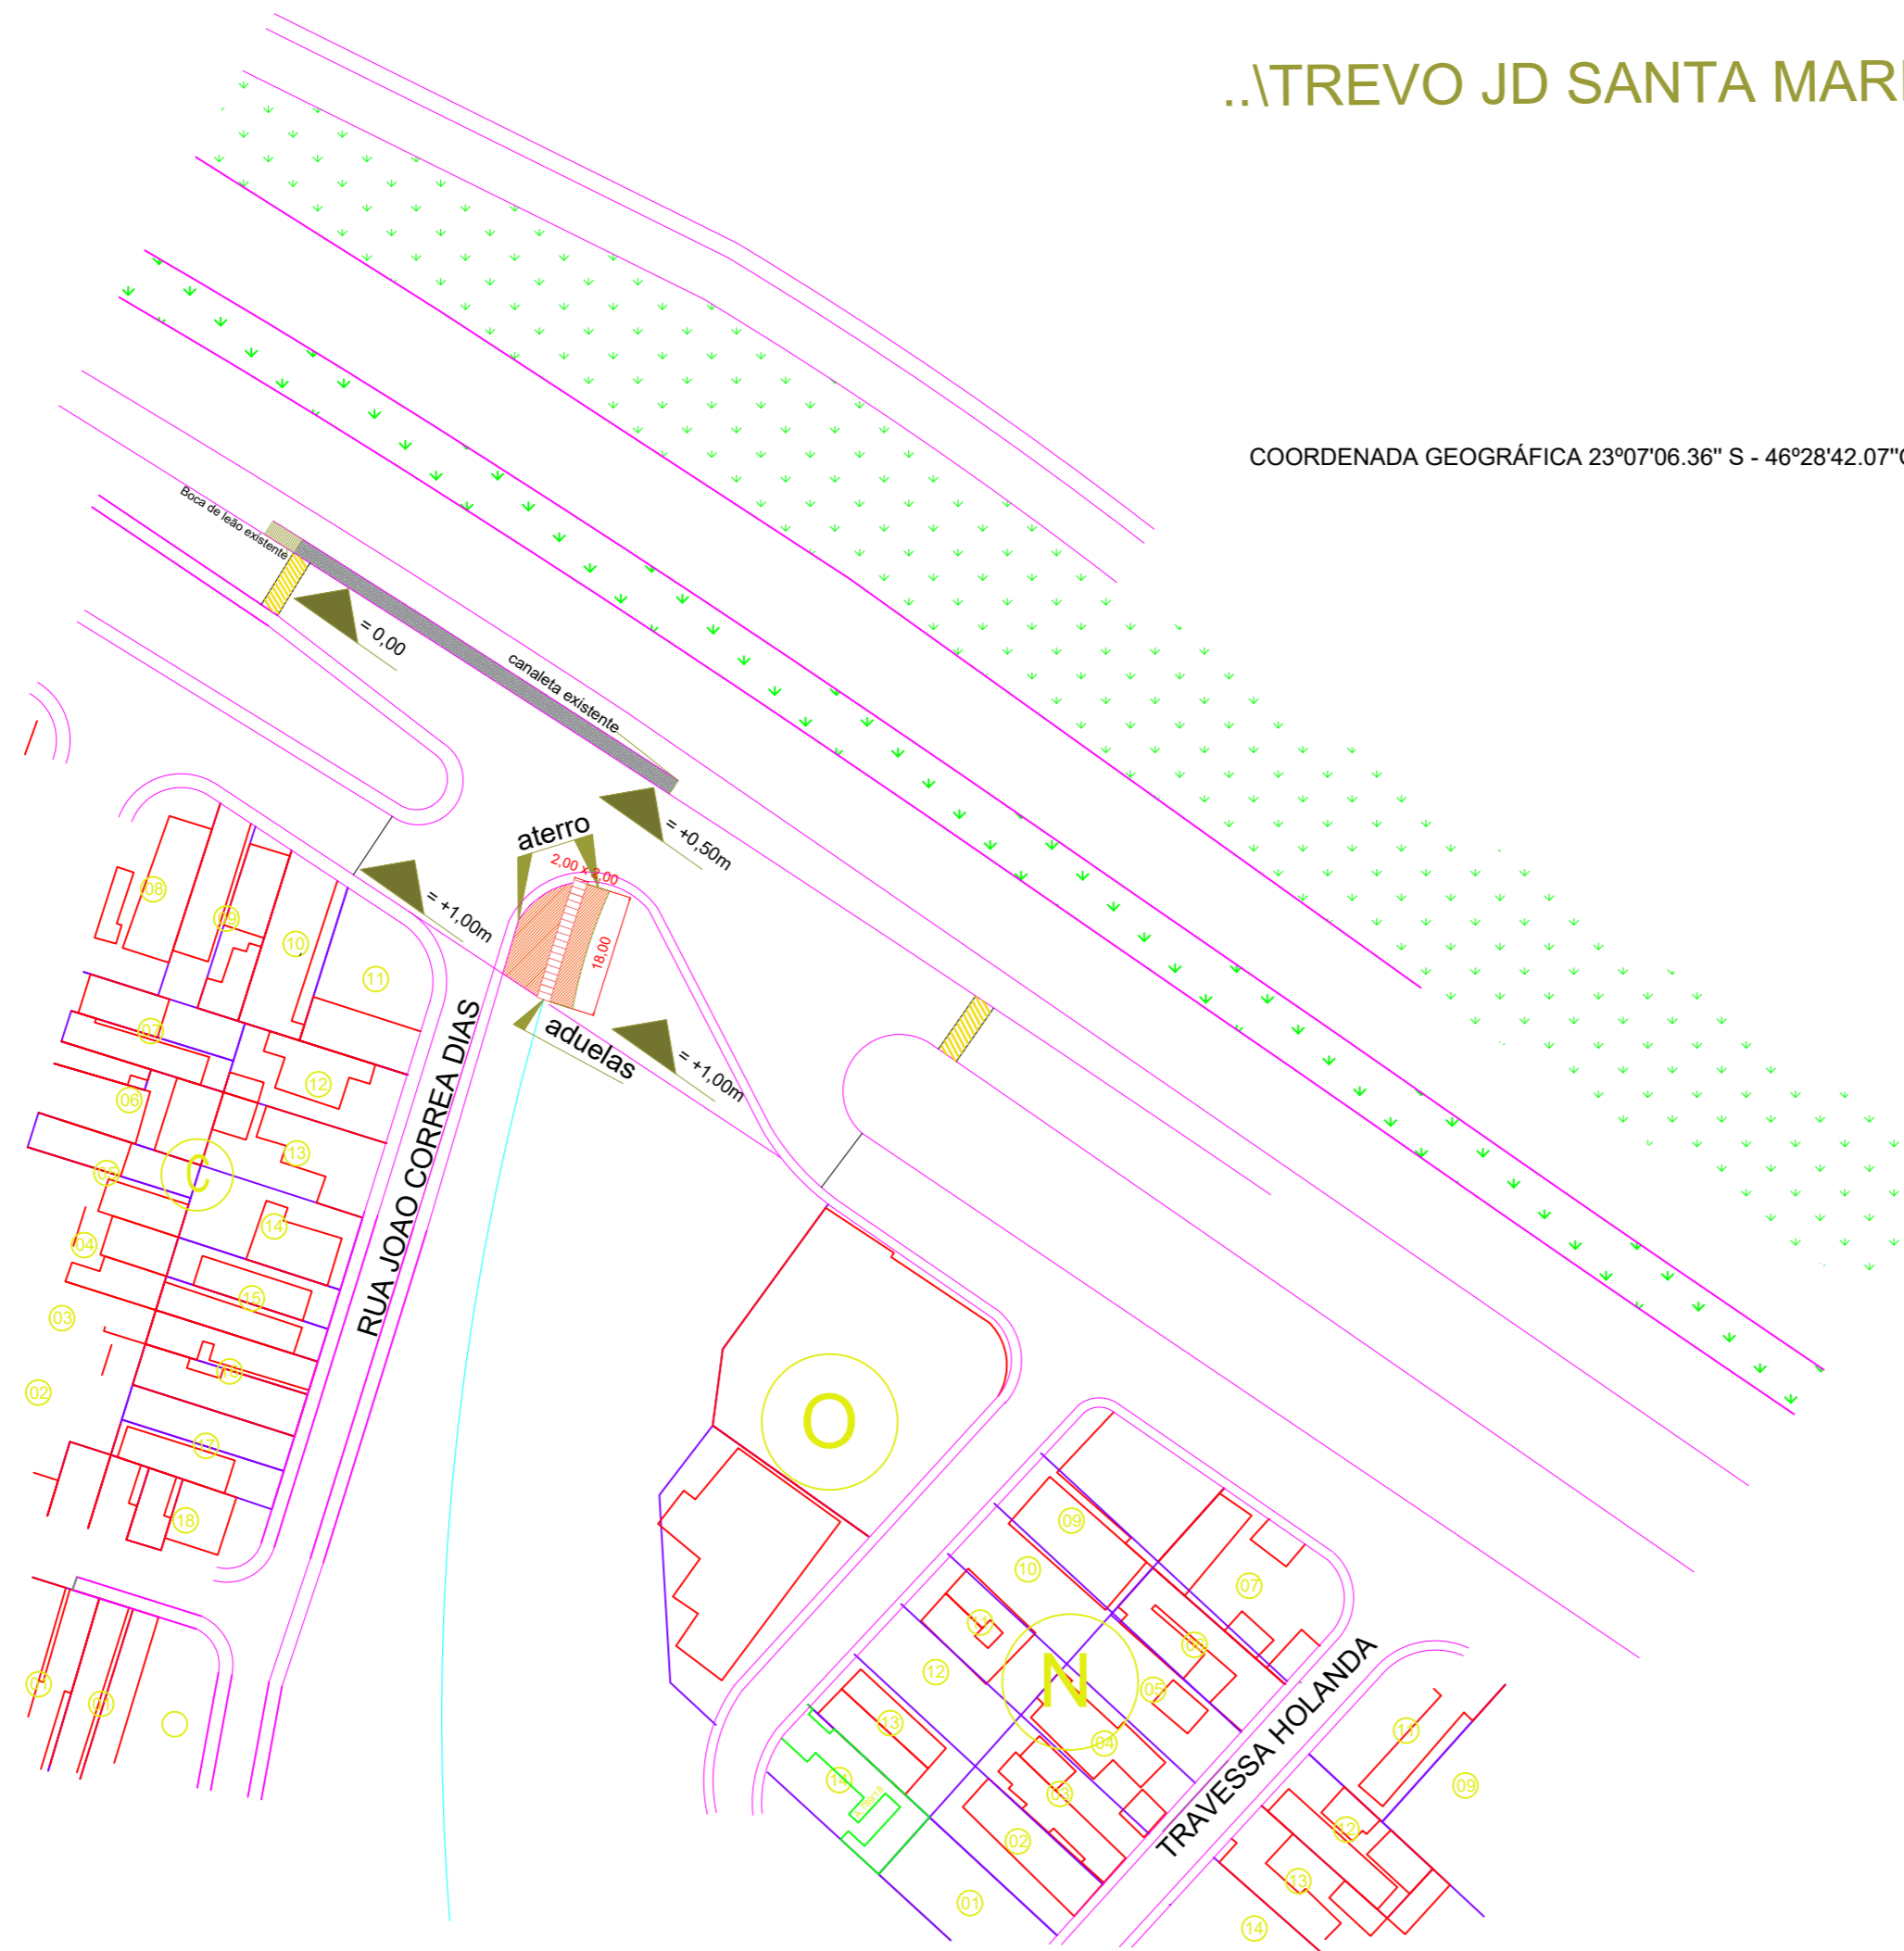 ..\TREVO JD SANTA MARI
COORDENADA GEOGRÁFICA 23º07'06.36" S - 46º28'42.07"O
Boca de leão existente
= 0,00
canaleta existente
= +0,50m
aterro
2,00 x 2,00
= +1,00m
18,00
aduelas
= +1,00m
RUA JOAO CORREA DIAS
08
09
10
11
07
12
06
13
05
C
14
04
15
03
16
02
17
18
01
O
09
10
07
11
06
12
N
05
13
04
14
03
02
01
TRAVESSA HOLANDA
11
09
12
13
14